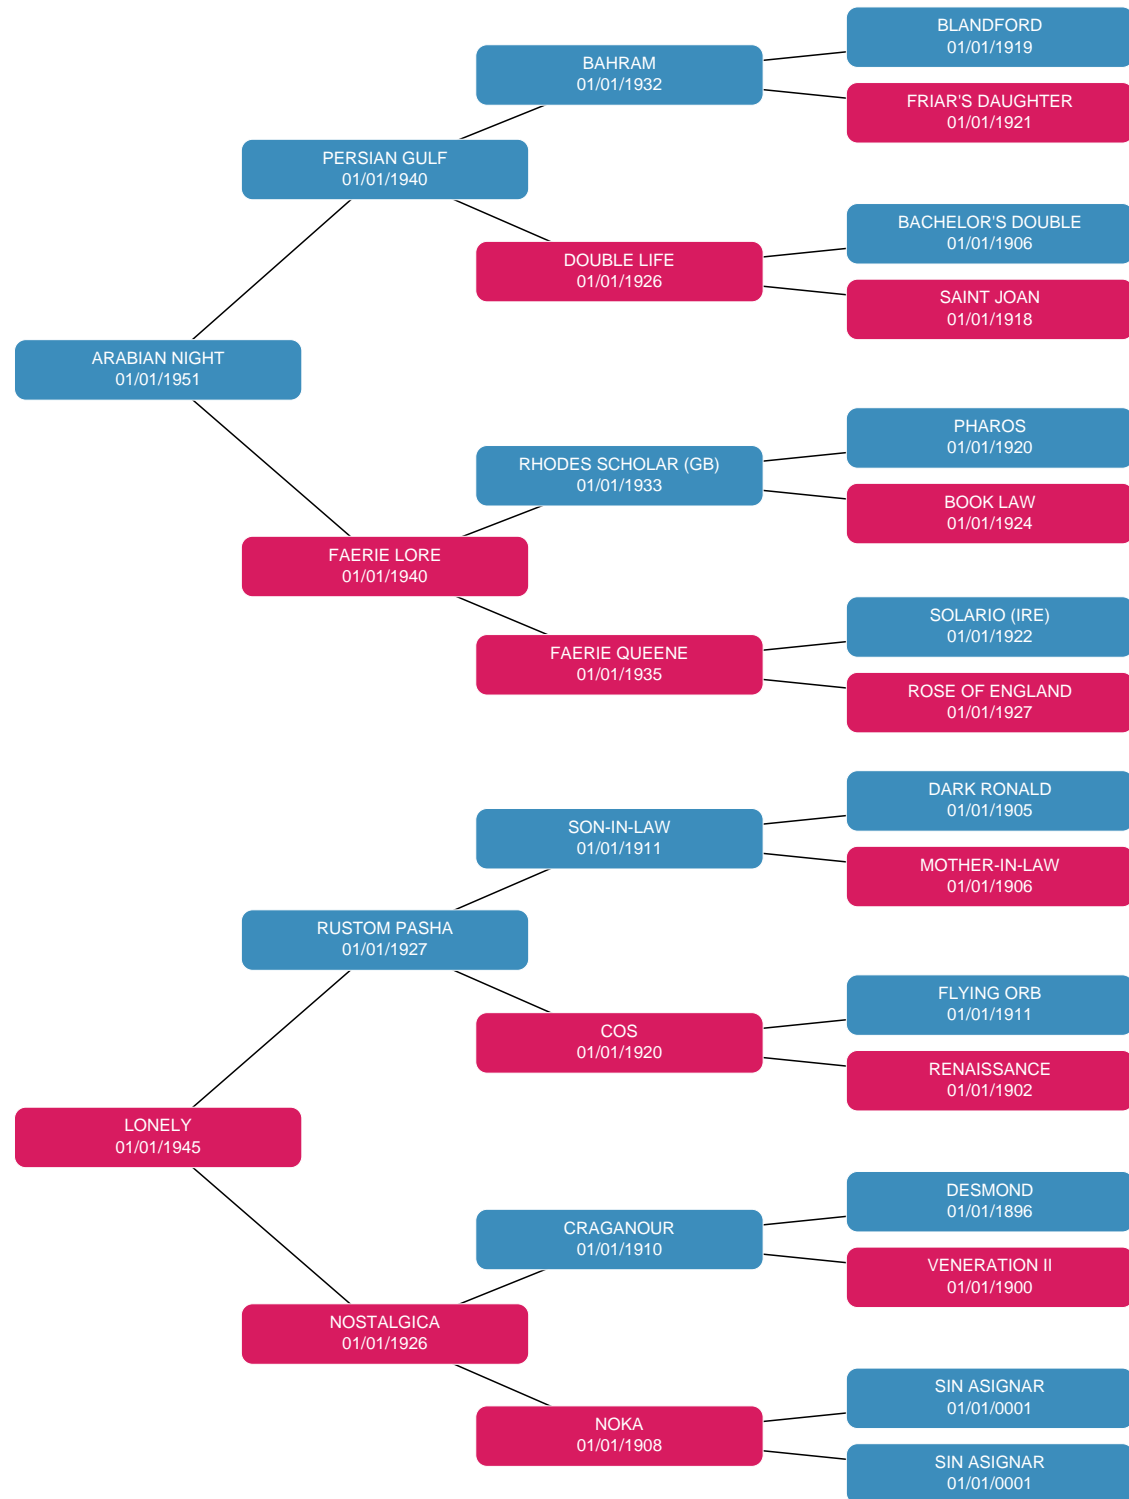 BLANDFORD
01/01/1919
BAHRAM
01/01/1932
FRIAR'S DAUGHTER
01/01/1921
PERSIAN GULF
01/01/1940
BACHELOR'S DOUBLE
01/01/1906
DOUBLE LIFE
01/01/1926
SAINT JOAN
01/01/1918
ARABIAN NIGHT
01/01/1951
PHAROS
01/01/1920
RHODES SCHOLAR (GB)
01/01/1933
BOOK LAW
01/01/1924
FAERIE LORE
01/01/1940
SOLARIO (IRE)
01/01/1922
FAERIE QUEENE
01/01/1935
ROSE OF ENGLAND
01/01/1927
DARK RONALD
01/01/1905
SON-IN-LAW
01/01/1911
MOTHER-IN-LAW
01/01/1906
RUSTOM PASHA
01/01/1927
FLYING ORB
01/01/1911
COS
01/01/1920
RENAISSANCE
01/01/1902
LONELY
01/01/1945
DESMOND
01/01/1896
CRAGANOUR
01/01/1910
VENERATION II
01/01/1900
NOSTALGICA
01/01/1926
SIN ASIGNAR
01/01/0001
NOKA
01/01/1908
SIN ASIGNAR
01/01/0001